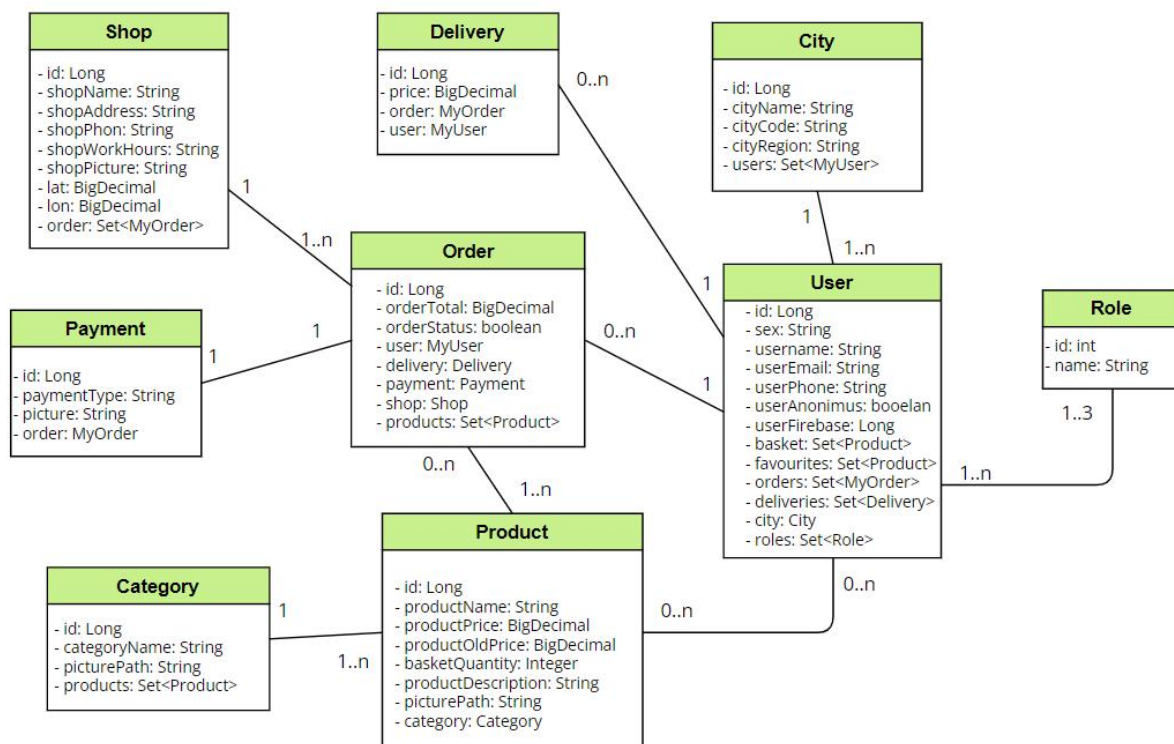 Shop
- id: Long
- shopName: String
- shopAddress: String
- shopPhon: String
- shopWorkHours: String
- shopPicture: String
- lat: BigDecimal
- lon: BigDecimal
- order: Set<MyOrder>
Delivery
- id: Long
- price: BigDecimal
- order: MyOrder
- user: MyUser
City
- id: Long
- cityName: String
- cityCode: String
- cityRegion: String
- users: Set<MyUser>
0..n
1
1
1..n
1
1..n
Order
- id: Long
- orderTotal: BigDecimal
- orderStatus: boolean
- user: MyUser
- delivery: Delivery
- payment: Payment
- shop: Shop
- products: Set<Product>
User
- id: Long
- sex: String
- username: String
- userEmail: String
- userPhone: String
- userAnonimus: booelan
- userFirebase: Long
- basket: Set<Product>
- favourites: Set<Product>
- orders: Set<MyOrder>
- deliveries: Set<Delivery>
- city: City
- roles: Set<Role>
Role
- id: int
- name: String
Payment
- id: Long
- paymentType: String
- picture: String
- order: MyOrder
1
1
0..n
1
1..3
1..n
0..n
1..n
Product
- id: Long
- productName: String
- productPrice: BigDecimal
- productOldPrice: BigDecimal
- basketQuantity: Integer
- productDescription: String
- picturePath: String
- category: Category
Category
- id: Long
- categoryName: String
- picturePath: String
- products: Set<Product>
1
1..n
0..n
0..n